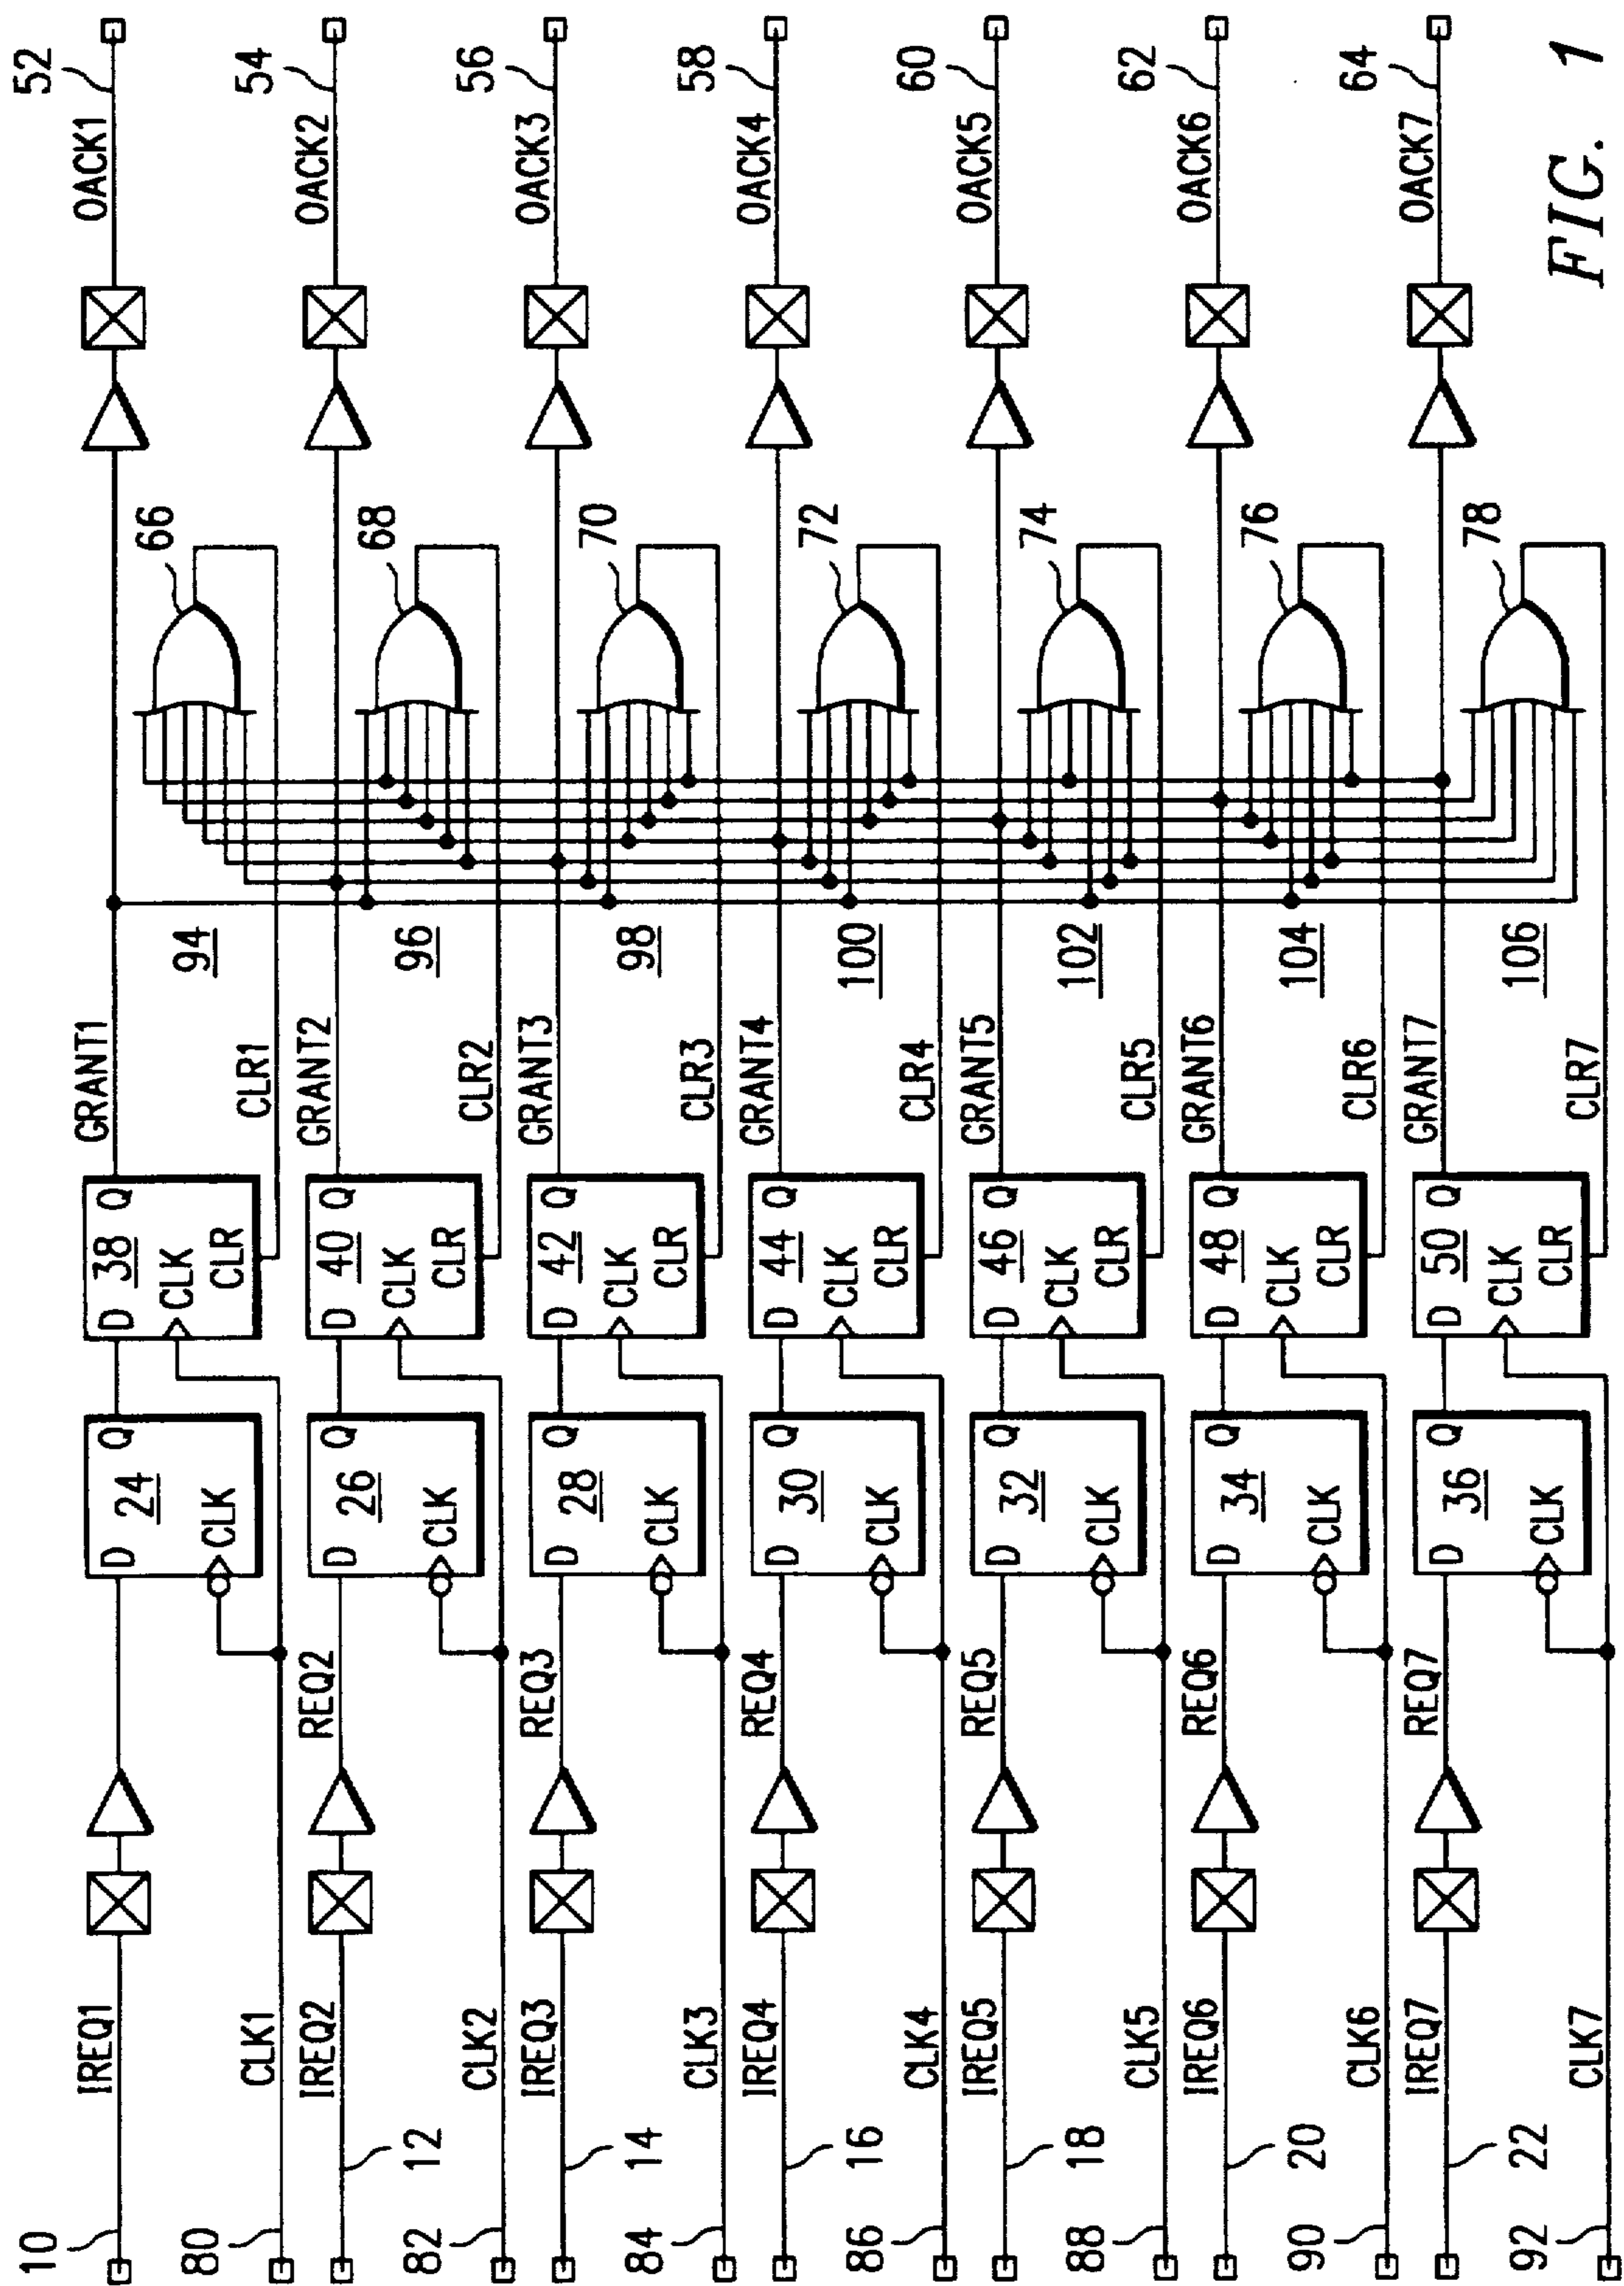 10 IREQ1 24 D Q CLK 38 D Q CLK CLR GRANT1 OACK1 52
80 CLK1 CLR1 94 66
12 IREQ2 REQ2 26 D Q CLK 40 D Q CLK CLR GRANT2 OACK2 54
82 CLK2 CLR2 96 68
14 IREQ3 REQ3 28 D Q CLK 42 D Q CLK CLR GRANT3 OACK3 56
84 CLK3 CLR3 98 70
16 IREQ4 REQ4 30 D Q CLK 44 D Q CLK CLR GRANT4 OACK4 58
86 CLK4 CLR4 100 72
18 IREQ5 REQ5 32 D Q CLK 46 D Q CLK CLR GRANT5 OACK5 60
88 CLK5 CLR5 102 74
20 IREQ6 REQ6 34 D Q CLK 48 D Q CLK CLR GRANT6 OACK6 62
90 CLK6 CLR6 104 76
22 IREQ7 REQ7 36 D Q CLK 50 D Q CLK CLR GRANT7 OACK7 64
92 CLK7 CLR7 106 78
FIG. 1